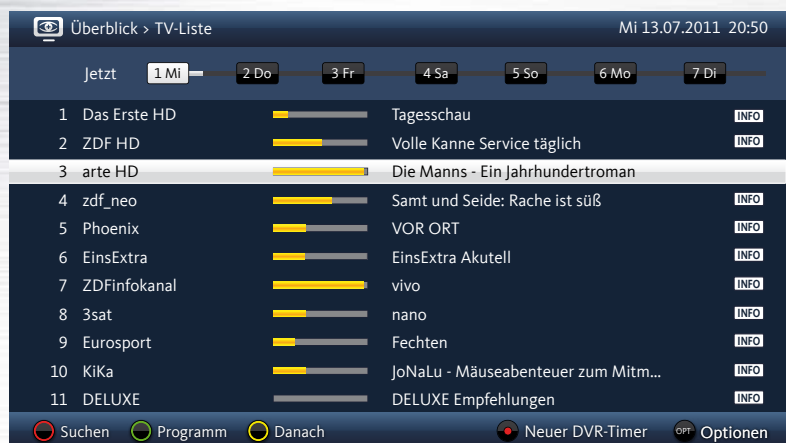 Überblick > TV-Liste Mi 13.07.2011 20:50
Jetzt 1 Mi 2 Do 3 Fr 4 Sa 5 So 6 Mo 7 Di
1 Das Erste HD Tagesschau INFO
2 ZDF HD Volle Kanne Service täglich INFO
3 arte HD Die Manns - Ein Jahrhundertroman
4 zdf_neo Samt und Seide: Rache ist süß INFO
5 Phoenix VOR ORT INFO
6 EinsExtra EinsExtra Akutell INFO
7 ZDFinfokanal vivo INFO
8 3sat nano INFO
9 Eurosport Fechten INFO
10 KiKa JoNaLu - Mäuseabenteuer zum Mitm... INFO
11 DELUXE DELUXE Empfehlungen INFO
Suchen Programm Danach Neuer DVR-Timer OPT Optionen